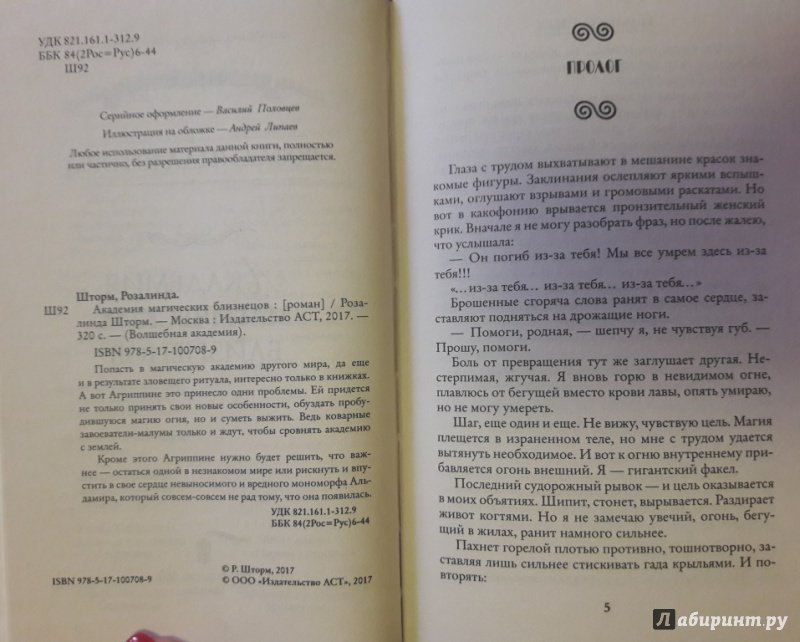 УДК 821.161.1-312.9
ББК 84(2Рос=Рус)6-44
Ш92
Серийное оформление — Василий Половцев
Иллюстрация на обложке — Андрей Липаев
Любое использование материала данной книги, полностью
или частично, без разрешения правообладателя запрещается.
Шторм, Розалинда.
Ш92 Академия магических близнецов : [роман] / Роза-
линда Шторм. — Москва : Издательство АСТ, 2017. —
320 с. — (Волшебная академия).
ISBN 978-5-17-100708-9
Попасть в магическую академию другого мира, да еще
и в результате зловещего ритуала, интересно только в книжках.
А вот Агриппине это принесло одни проблемы. Ей придется
не только принять свои новые особенности, обуздать пробу-
дившуюся магию огня, но и суметь выжить. Ведь коварные
завоеватели-малумы только и ждут, чтобы сровнять академию
с землей.
Кроме этого Агриппине нужно будет решить, что важ-
нее — остаться одной в незнакомом мире или рискнуть и впу-
стить в свое сердце невыносимого и вредного мономорфа Аль-
дамира, который совсем-совсем не рад тому, что она появилась.
УДК 821.161.1-312.9
ББК 84(2Рос=Рус)6-44
© Р. Шторм, 2017
ISBN 978-5-17-100708-9 © ООО «Издательство АСТ», 2017
ПРОЛОГ
Глаза с трудом выхватывают в мешанине красок зна-
комые фигуры. Заклинания ослепляют яркими вспыш-
ками, оглушают взрывами и громовыми раскатами. Но
вот в какофонию врывается пронзительный женский
крик. Вначале я не могу разобрать фраз, но после жалею,
что услышала:
— Он погиб из-за тебя! Мы все умрем здесь из-за
тебя!!!
«…из-за тебя… из-за тебя… из-за тебя…»
Брошенные сгоряча слова ранят в самое сердце, за-
ставляют подняться на дрожащие ноги.
— Помоги, родная, — шепчу я, не чувствуя губ. —
Прошу, помоги.
Боль от превращения тут же заглушает другая. Не-
стерпимая, жгучая. Я вновь горю в невидимом огне,
плавлюсь от бегущей вместо крови лавы, опять умираю,
но не могу умереть.
Шаг, еще один и еще. Не вижу, чувствую цель. Магия
плещется в израненном теле, но мне с трудом удается
вытянуть необходимое. И вот к огню внутреннему при-
бавляется огонь внешний. Я — гигантский факел.
Последний судорожный рывок — и цель оказывается
в моих объятиях. Шипит, стонет, вырывается. Раздирает
живот когтями. Но я не замечаю увечий, огонь, бегу-
щий в жилах, ранит намного сильнее.
Пахнет горелой плотью противно, тошнотворно, за-
ставляя лишь сильнее стискивать гада крыльями. И по-
вторять:
5
Лабиринт.ру